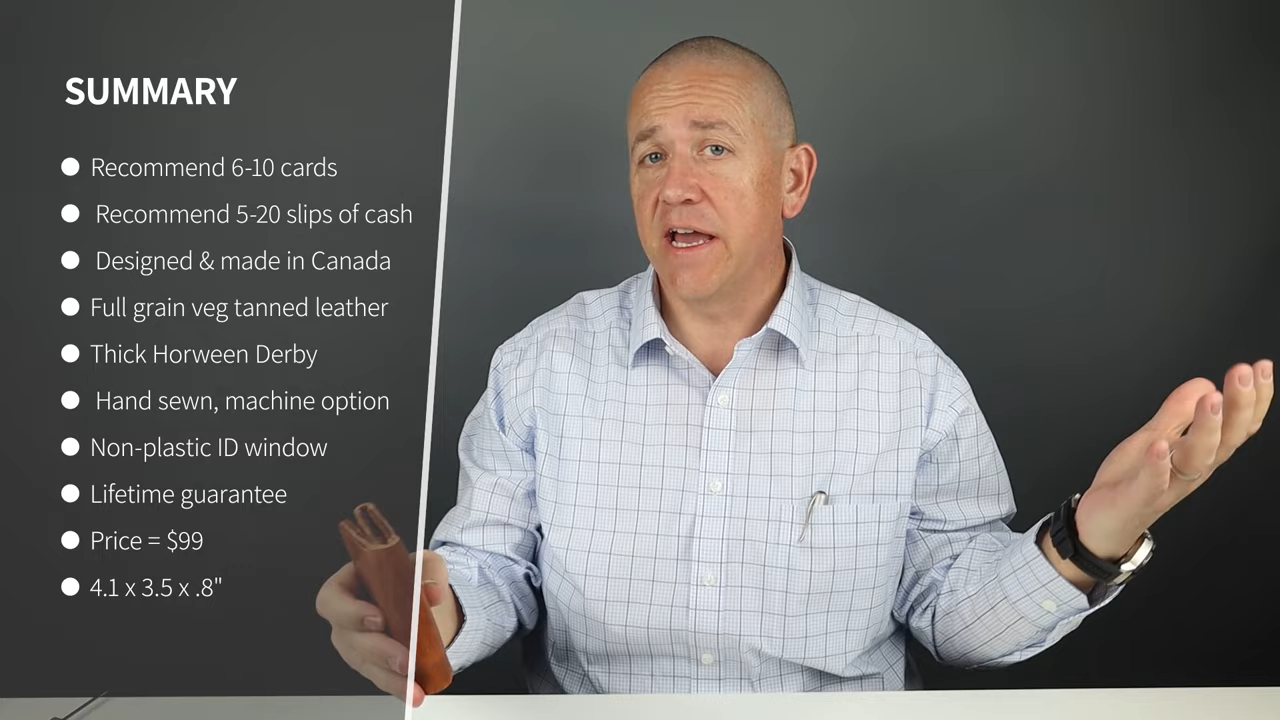 SUMMARY
Recommend 6-10 cards
Recommend 5-20 slips of cash
Designed & made in Canada
Full grain veg tanned leather
Thick Horween Derby
Hand sewn, machine option
Non-plastic ID window
Lifetime guarantee
Price = $99
4.1 x 3.5 x .8"